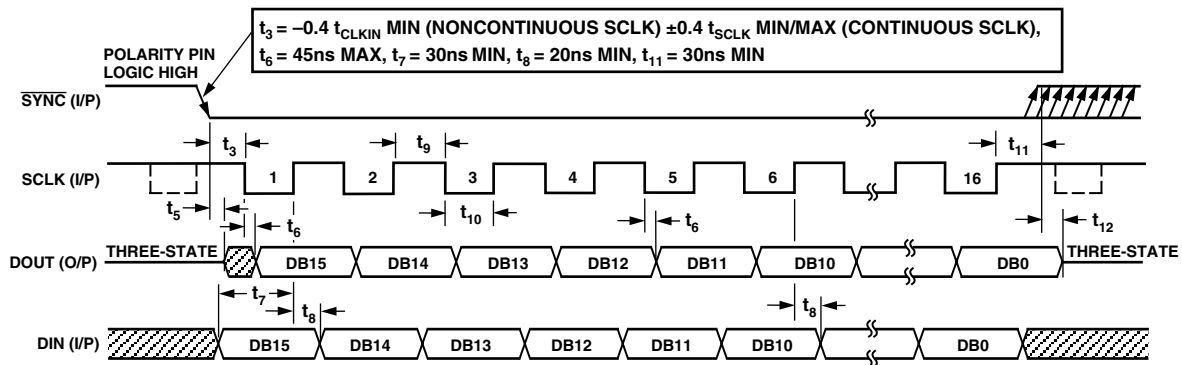 t3 = –0.4 tCLKIN MIN (NONCONTINUOUS SCLK) ±0.4 tSCLK MIN/MAX (CONTINUOUS SCLK),
t6 = 45ns MAX, t7 = 30ns MIN, t8 = 20ns MIN, t11 = 30ns MIN
POLARITY PIN
LOGIC HIGH
SYNC (I/P)
t3 t9 t11
SCLK (I/P) 1 2 3 4 5 6 16
t5 t6 t10 t6 t12
THREE-STATE THREE-STATE
DOUT (O/P) DB15 DB14 DB13 DB12 DB11 DB10 DB0
t7 t8 t8
DIN (I/P) DB15 DB14 DB13 DB12 DB11 DB10 DB0